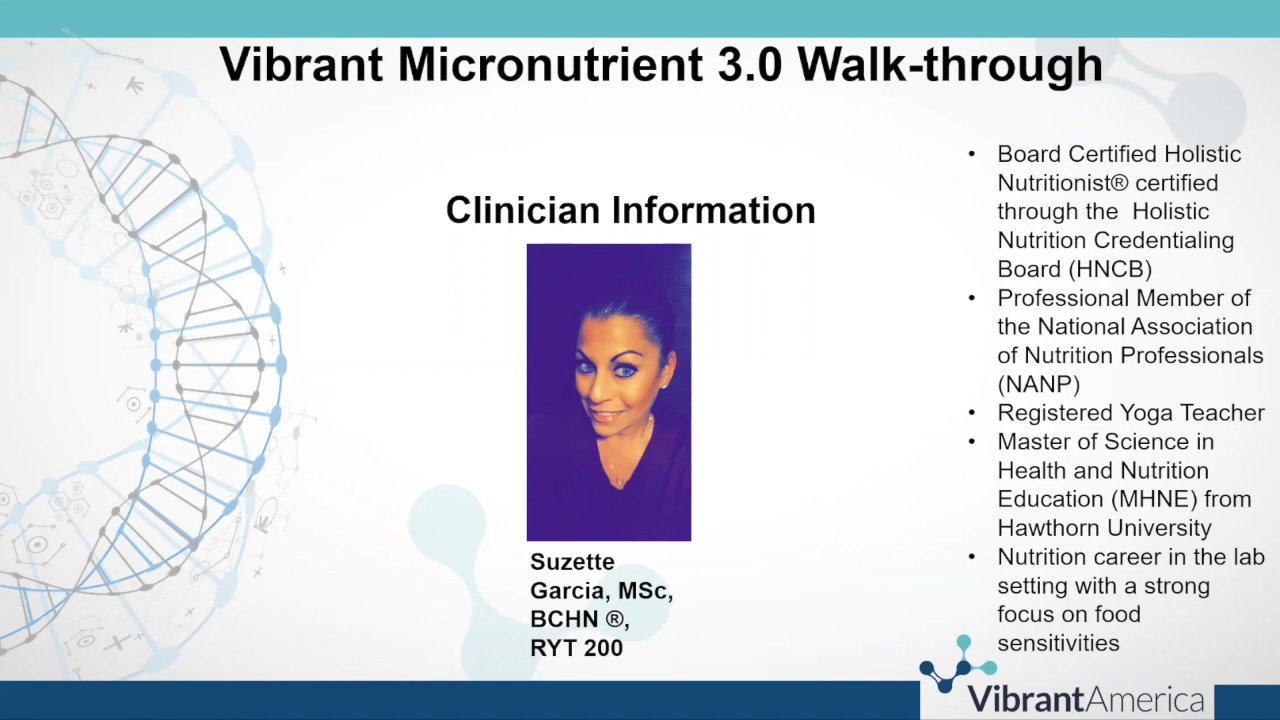 Vibrant Micronutrient 3.0 Walk-through
Clinician Information
Suzette
Garcia, MSc,
BCHN ®,
RYT 200
• Board Certified Holistic
Nutritionist® certified
through the Holistic
Nutrition Credentialing
Board (HNCB)
• Professional Member of
the National Association
of Nutrition Professionals
(NANP)
• Registered Yoga Teacher
• Master of Science in
Health and Nutrition
Education (MHNE) from
Hawthorn University
• Nutrition career in the lab
setting with a strong
focus on food
sensitivities
VibrantAmerica